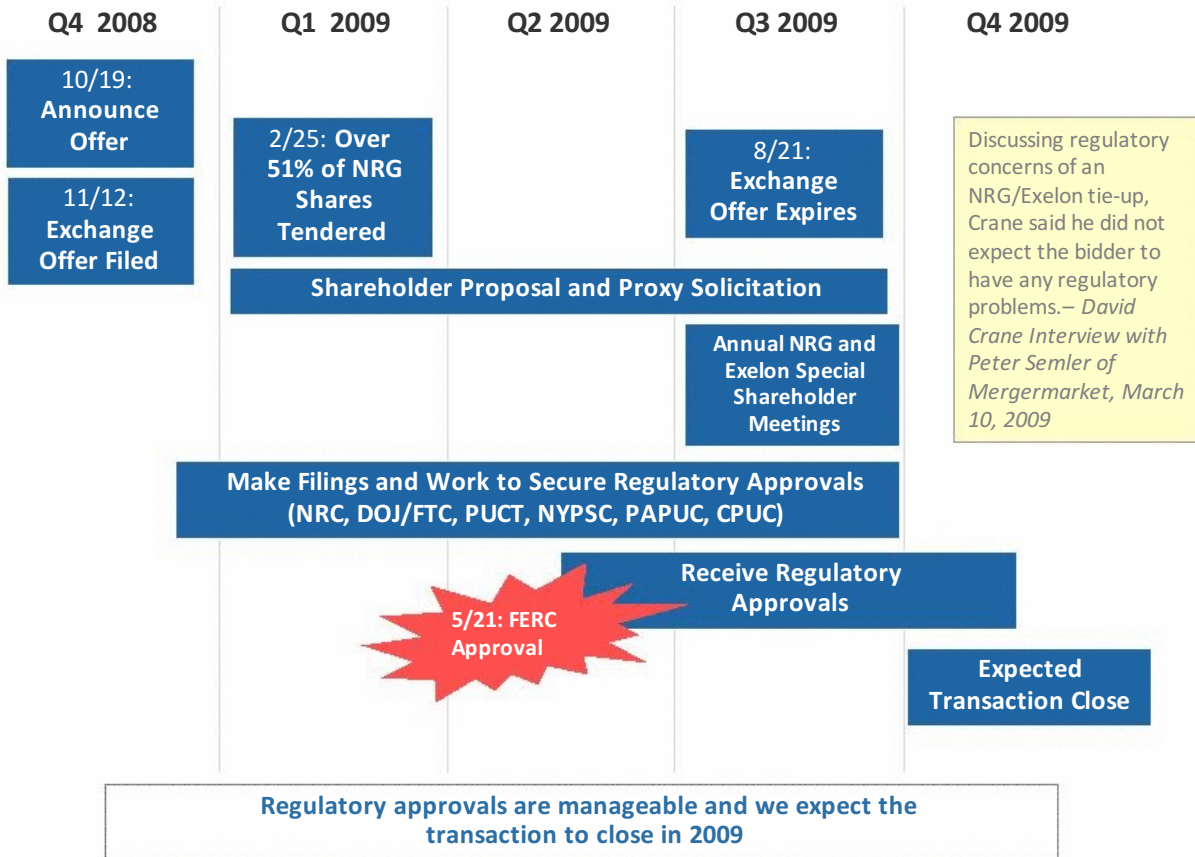 Q4 2008
Q1 2009
Q2 2009
Q3 2009
Q4 2009
10/19:
Announce
Offer
11/12:
Exchange
Offer Filed
2/25: Over
51% of NRG
Shares
Tendered
8/21:
Exchange
Offer Expires
Discussing regulatory
concerns of an
NRG/Exelon tie-up,
Crane said he did not
expect the bidder to
have any regulatory
problems.– David
Crane Interview with
Peter Semler of
Mergermarket, March
10, 2009
Shareholder Proposal and Proxy Solicitation
Annual NRG and
Exelon Special
Shareholder
Meetings
Make Filings and Work to Secure Regulatory Approvals
(NRC, DOJ/FTC, PUCT, NYPSC, PAPUC, CPUC)
Receive Regulatory
Approvals
5/21: FERC
Approval
Expected
Transaction Close
Regulatory approvals are manageable and we expect the
transaction to close in 2009